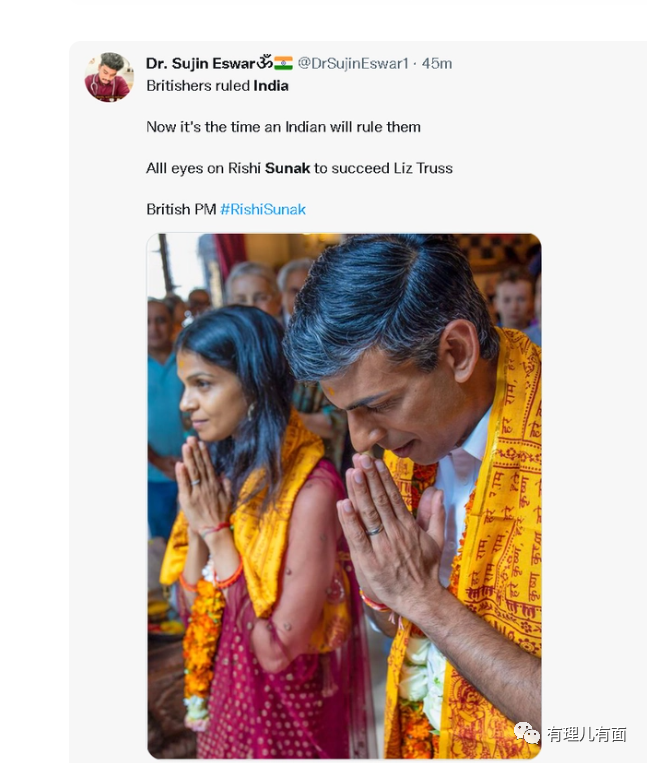 Dr. Sujin Eswarॐ🇮🇳 @DrSujinEswar1 · 45m
Britishers ruled India
Now it's the time an Indian will rule them
Alll eyes on Rishi Sunak to succeed Liz Truss
British PM #RishiSunak
有理儿有面